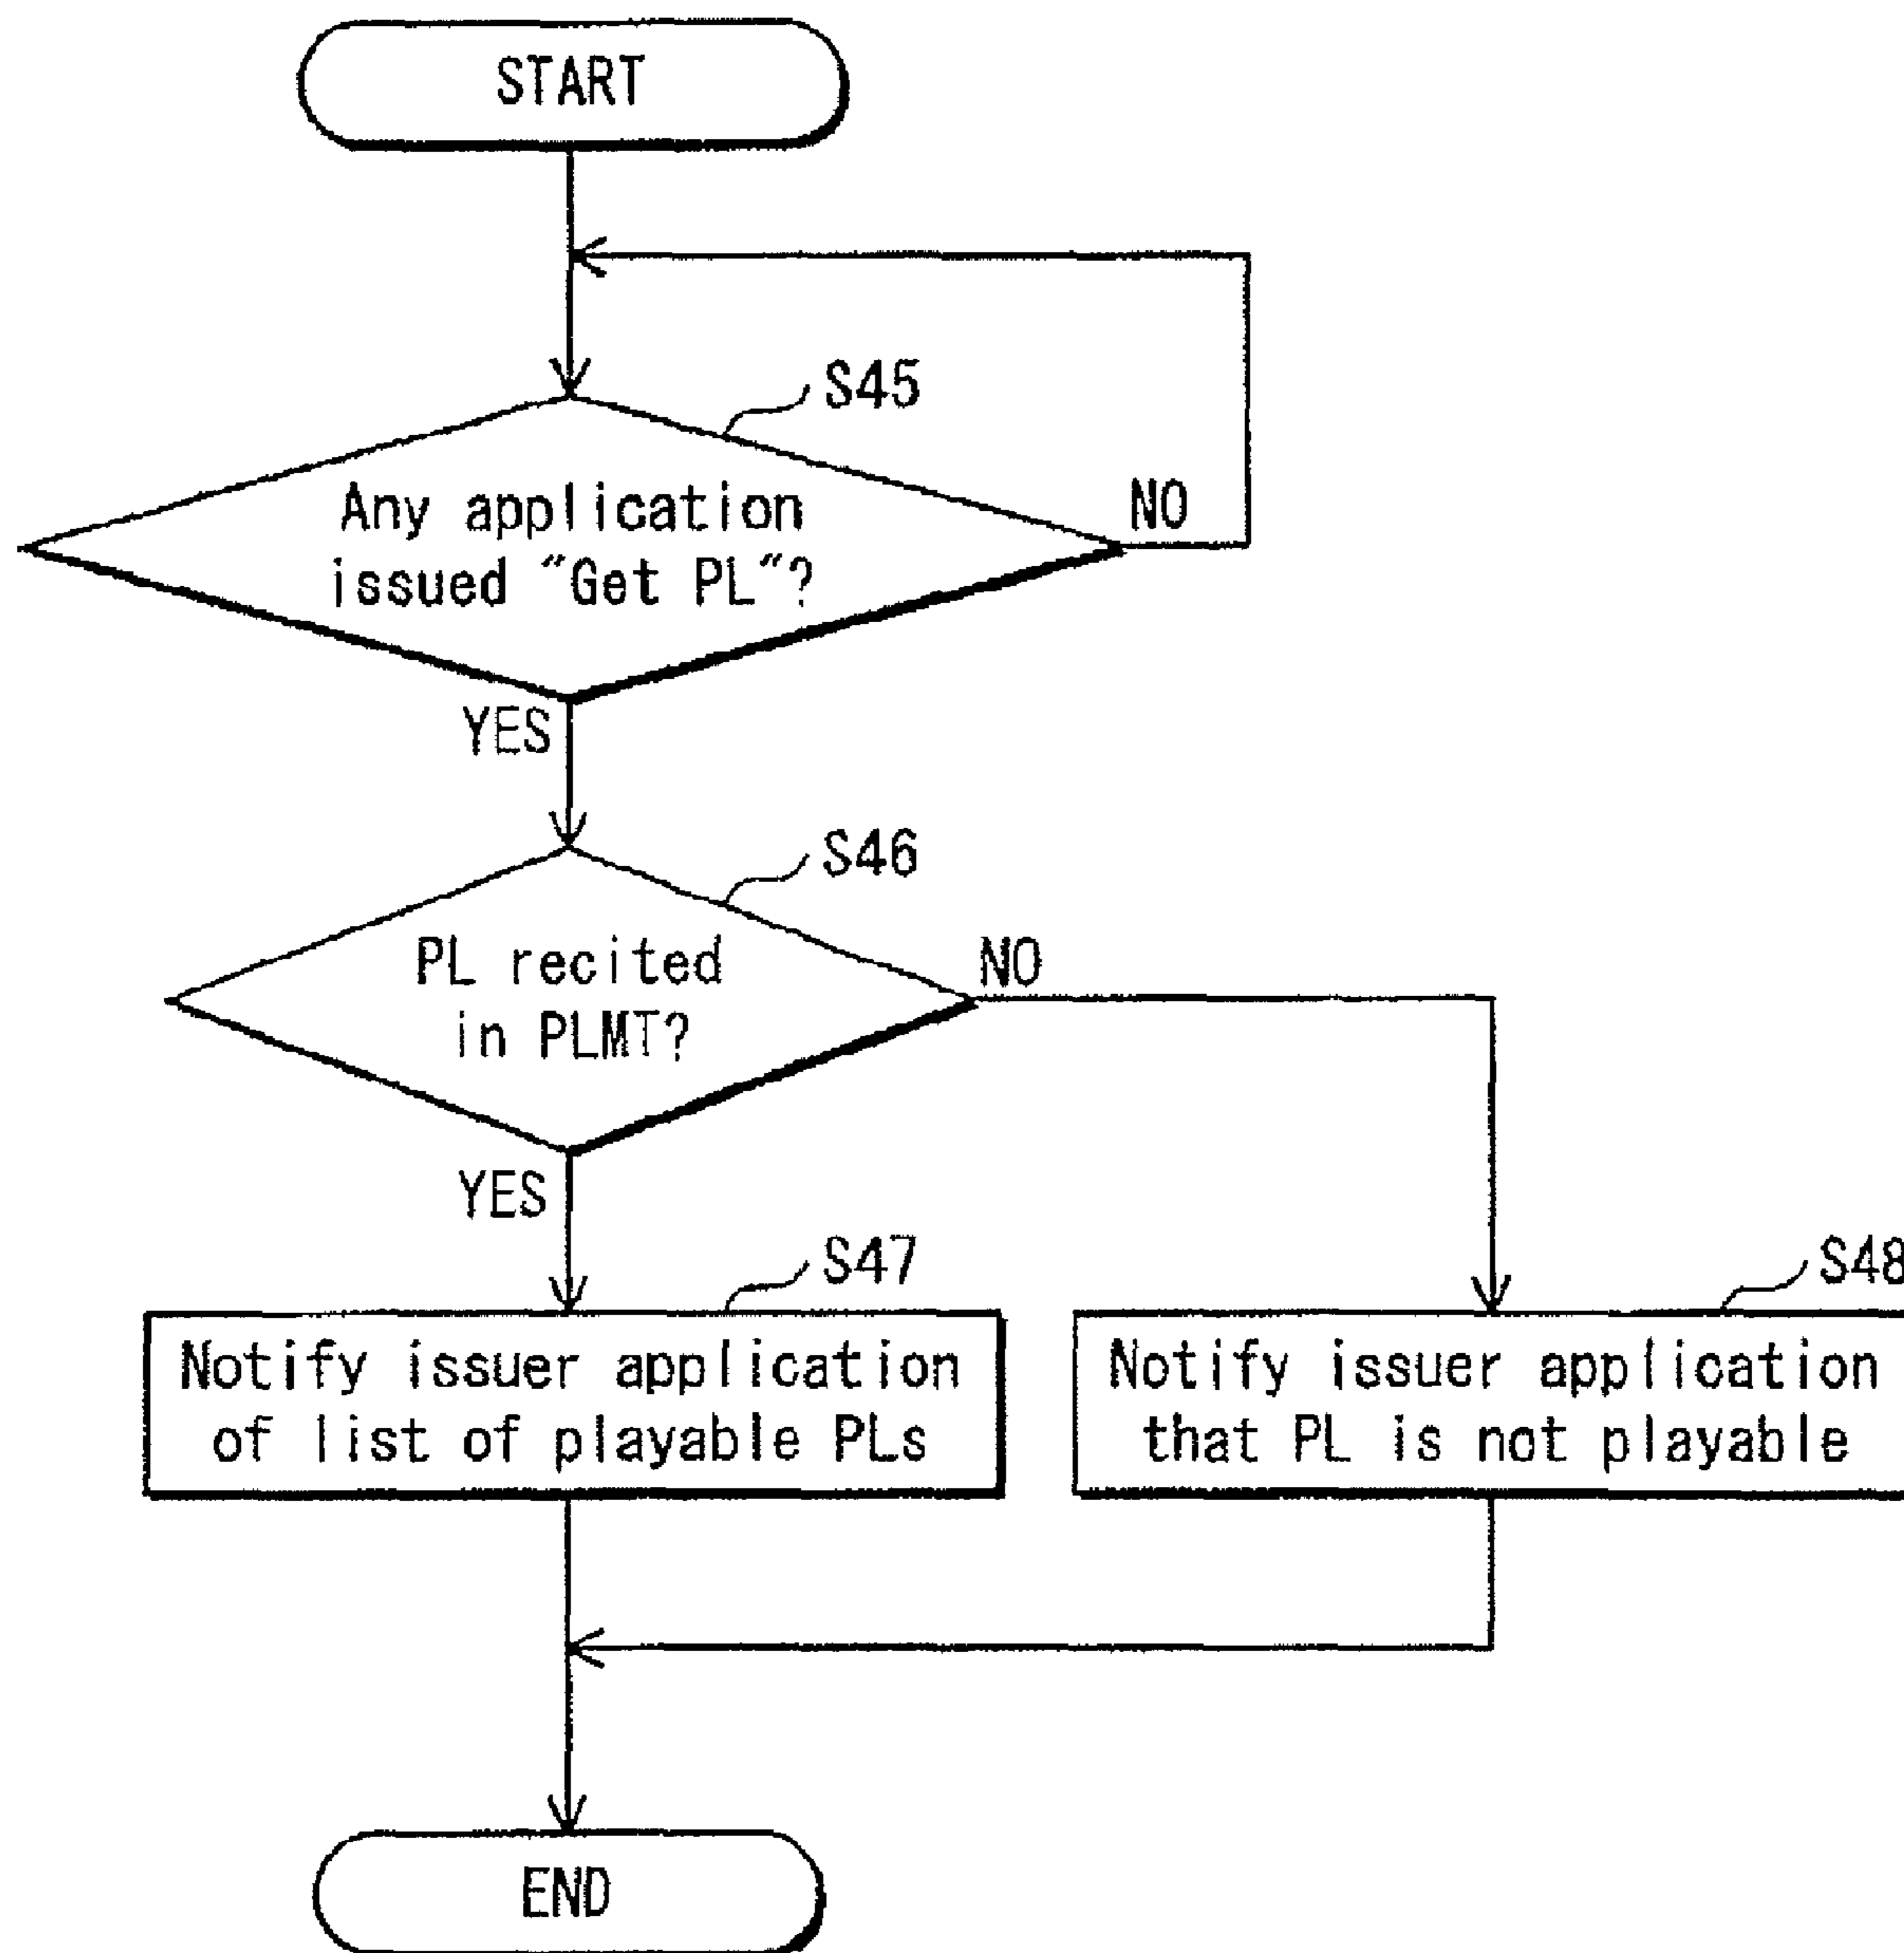 START
S45
Any application
issued "Get PL"?
NO
YES
S46
PL recited
in PLMT?
NO
YES
S47
Notify issuer application
of list of playable PLs
S48
Notify issuer application
that PL is not playable
END